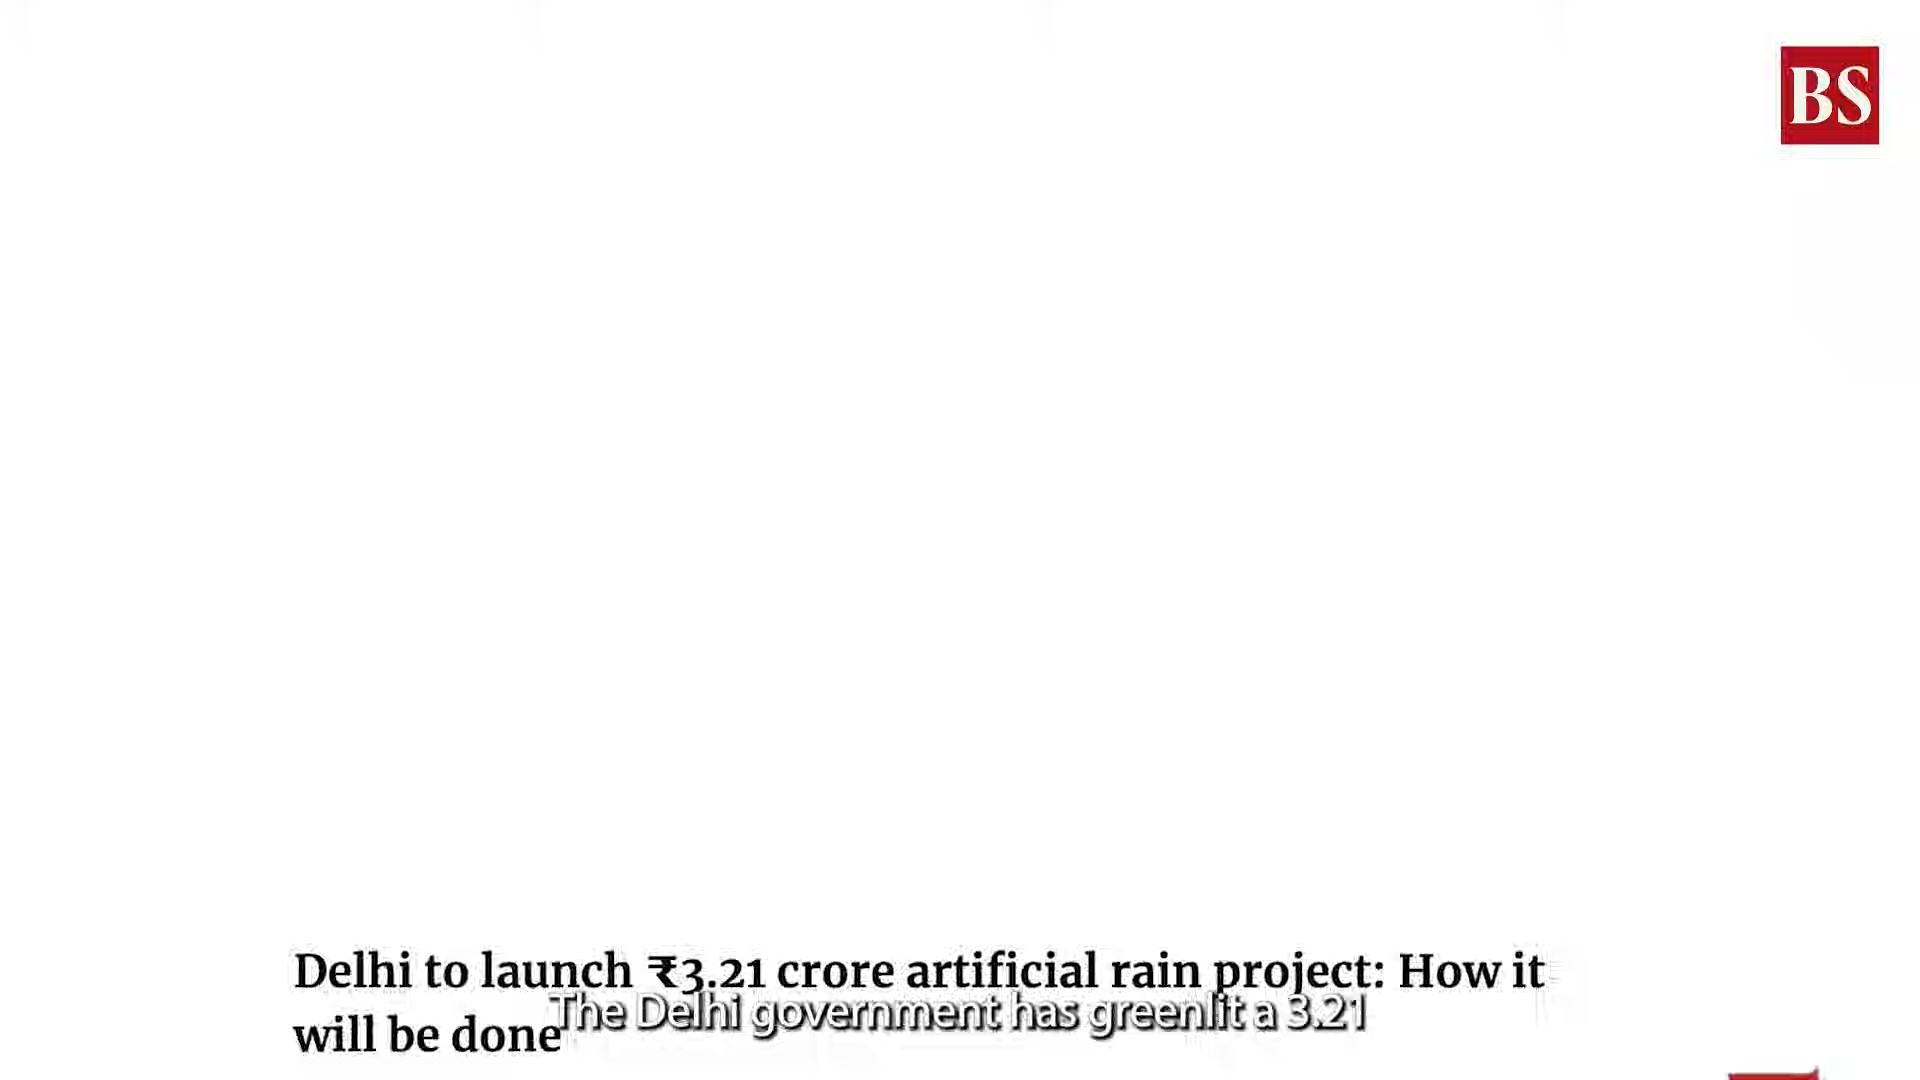 BS
Delhi to launch ₹3.21 crore artificial rain project: How it
will be done
The Delhi government has greenlit a 3.21